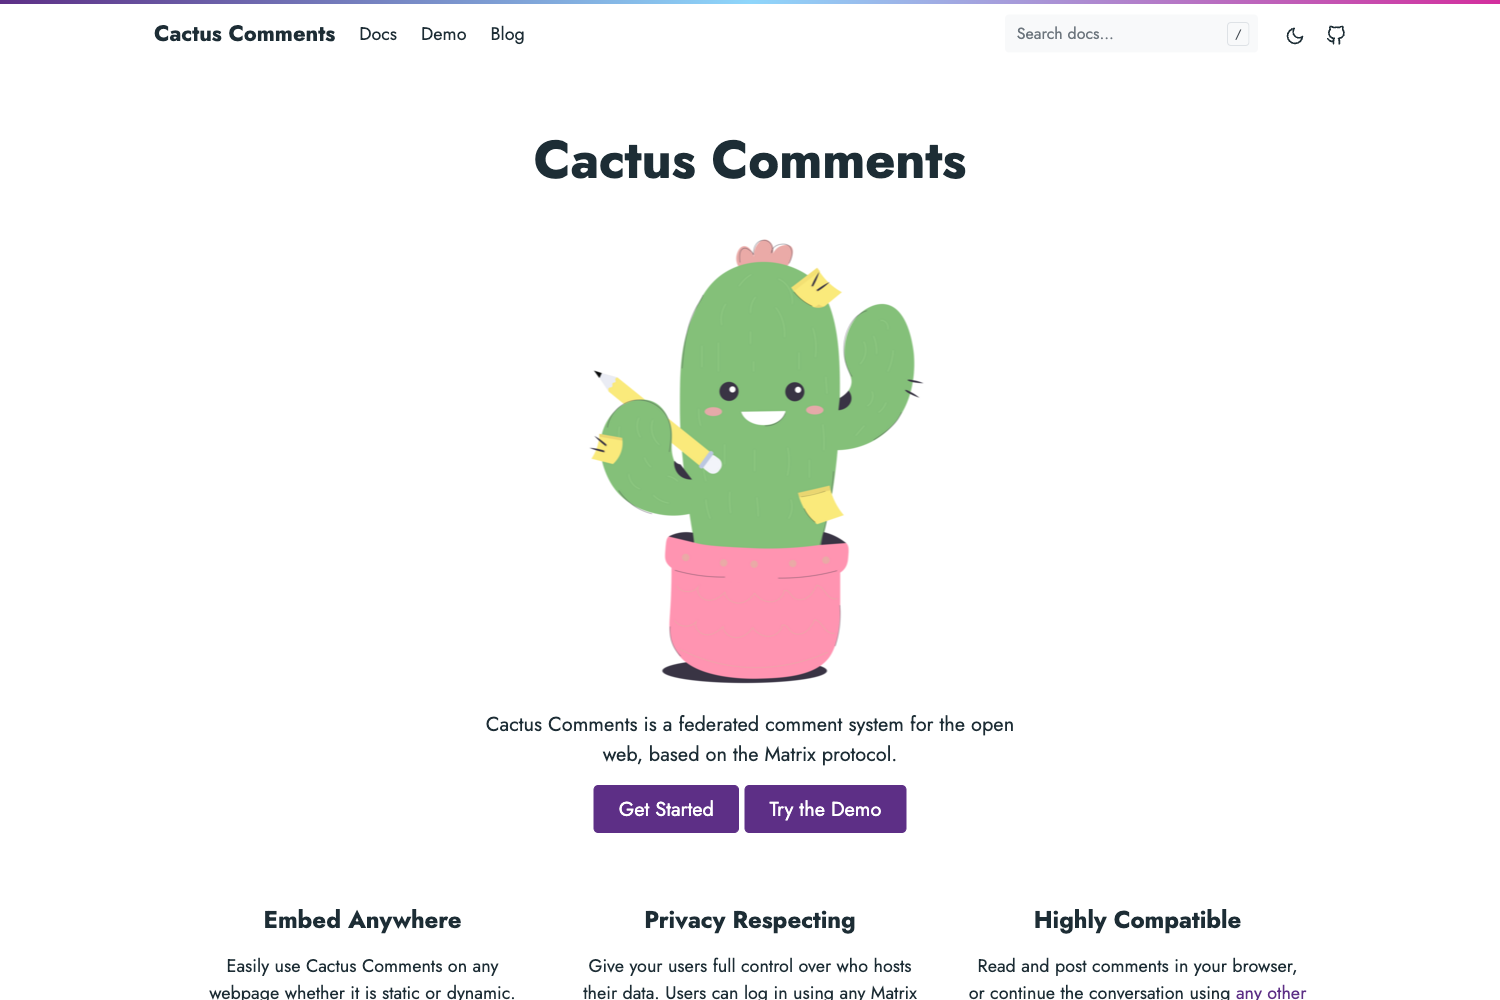 Cactus Comments Docs Demo Blog Search docs... /
Cactus Comments
Cactus Comments is a federated comment system for the open
web, based on the Matrix protocol.
Get Started Try the Demo
Embed Anywhere
Easily use Cactus Comments on any
webpage whether it is static or dynamic.
Privacy Respecting
Give your users full control over who hosts
their data. Users can log in using any Matrix
Highly Compatible
Read and post comments in your browser,
or continue the conversation using any other